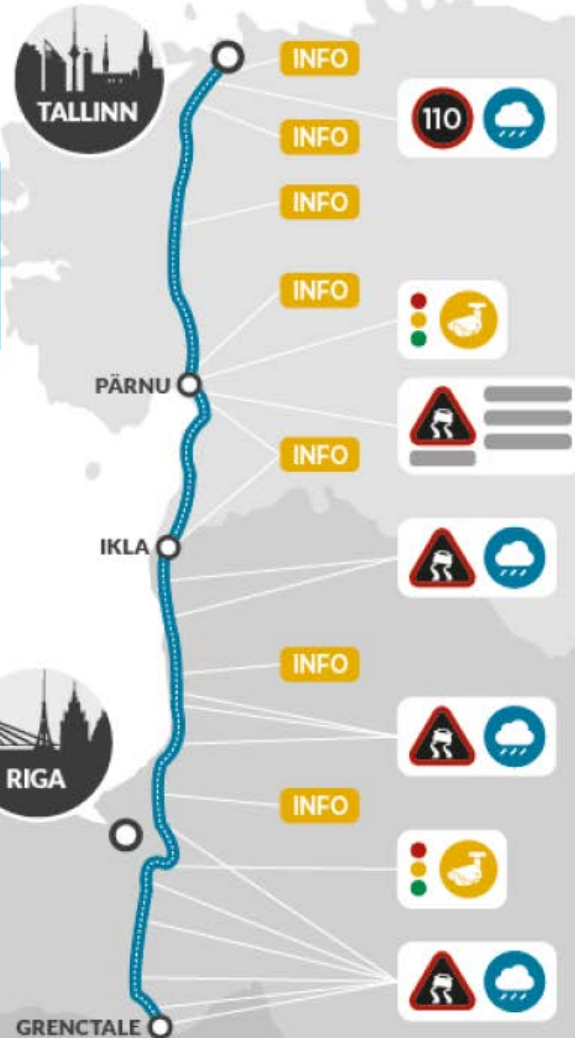 INFO
TALLINN
110
INFO
INFO
INFO
PÄRNU
INFO
IKLA
INFO
RIGA
INFO
GRENCTALE